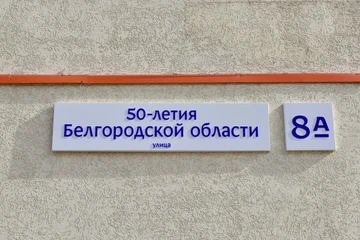 50-летия
Белгородской области
улица
8А